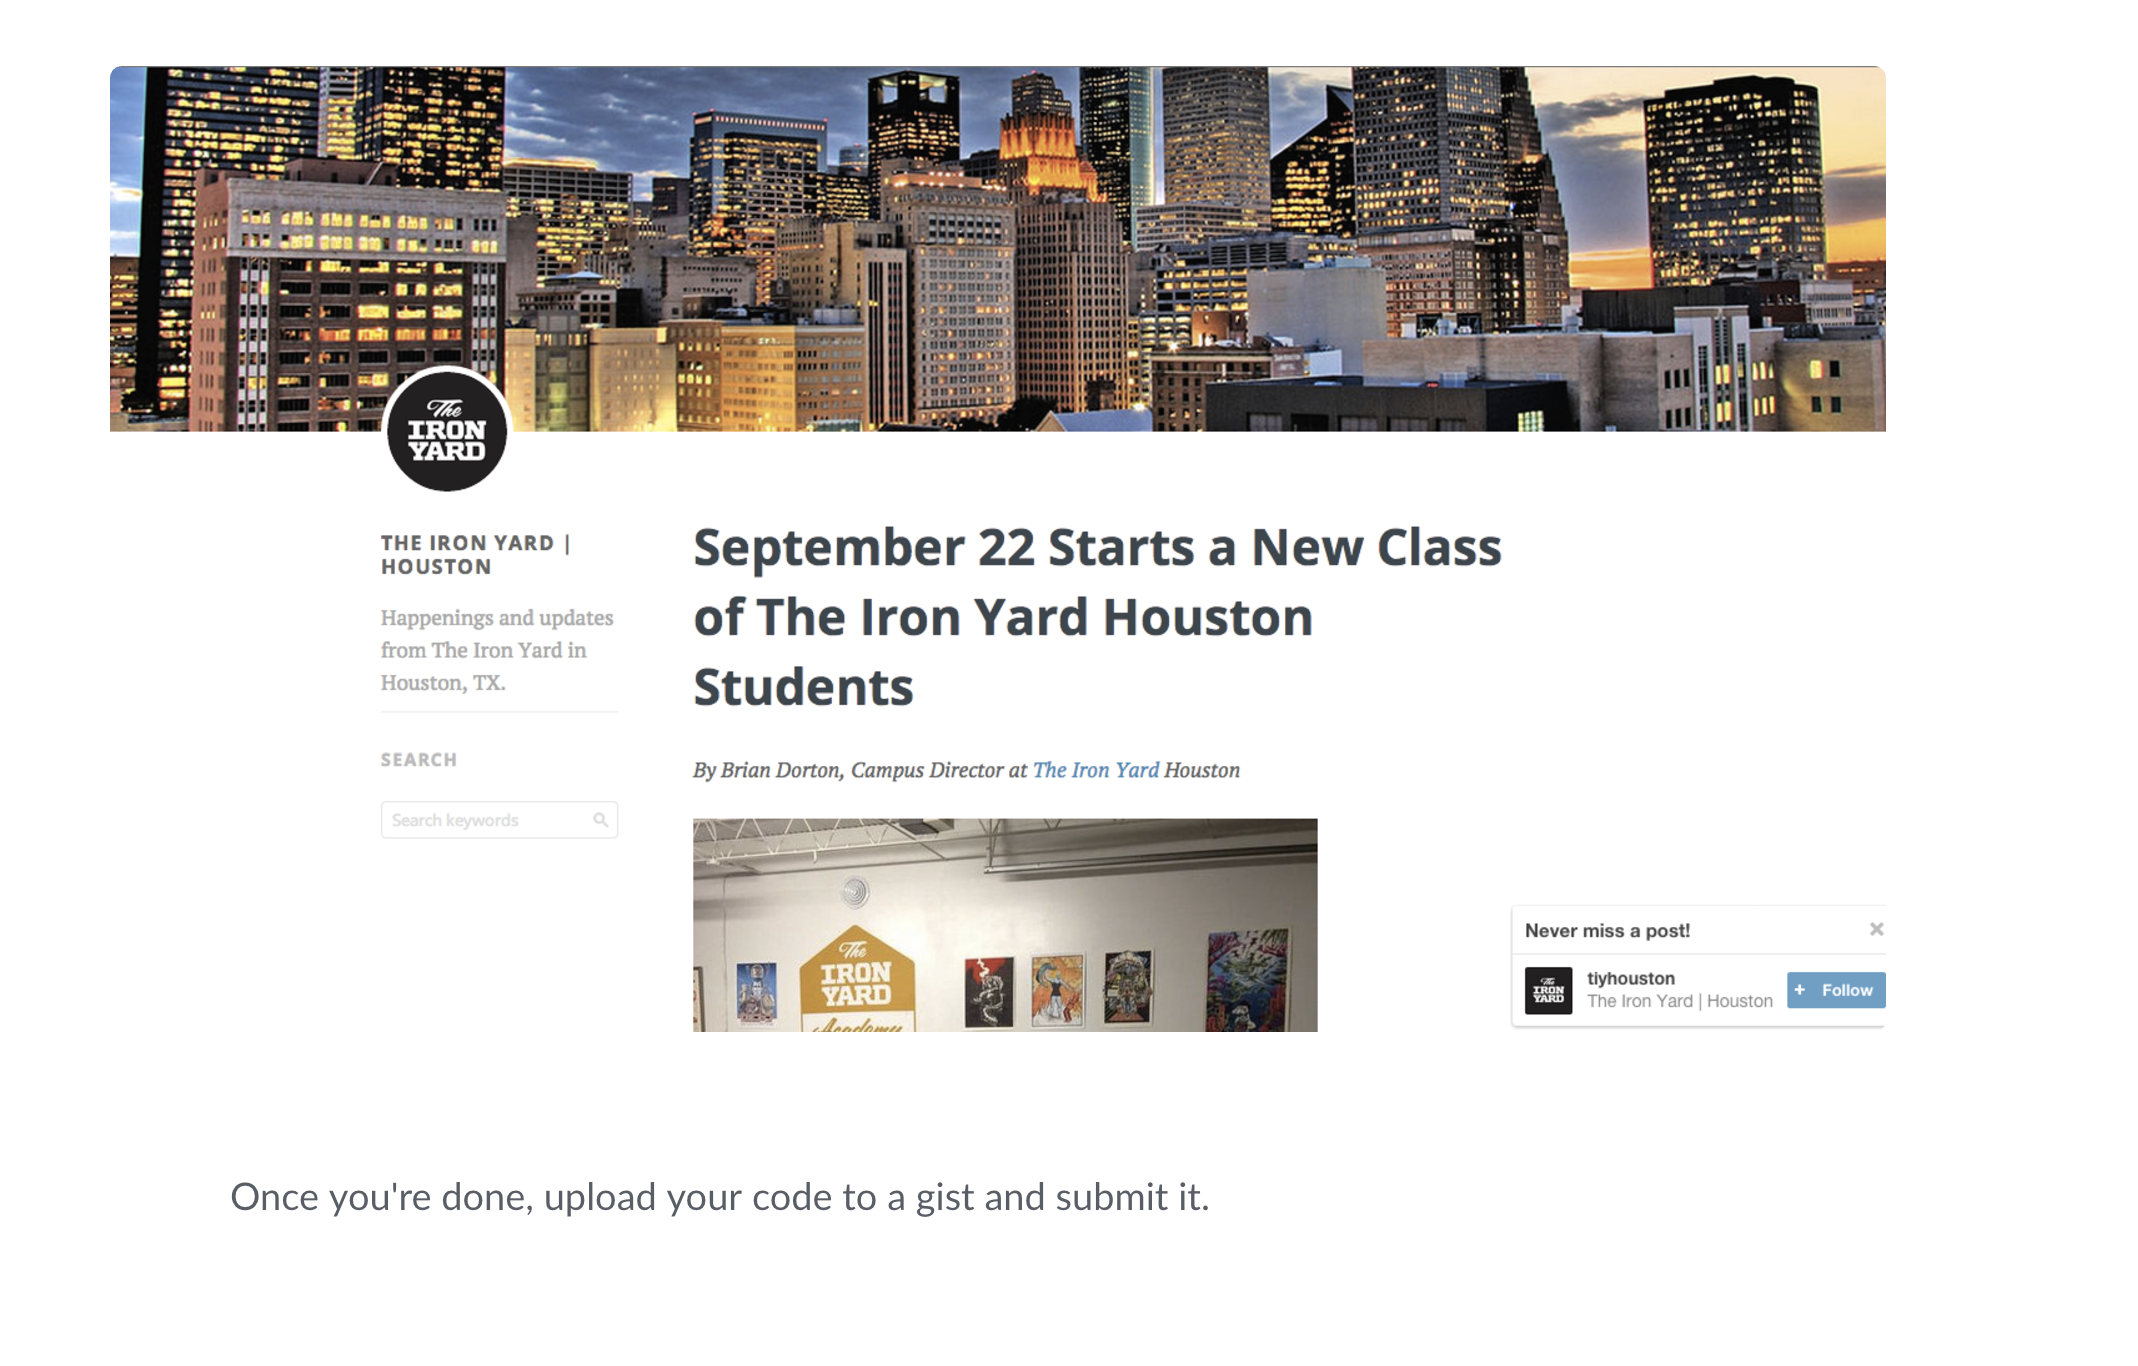 The
IRON
YARD
THE IRON YARD |
HOUSTON
Happenings and updates
from The Iron Yard in
Houston, TX.
SEARCH
Search keywords
September 22 Starts a New Class
of The Iron Yard Houston
Students
By Brian Dorton, Campus Director at The Iron Yard Houston
The
IRON
YARD
Academy
Never miss a post!
The
IRON
YARD
tiyhouston
The Iron Yard | Houston
+ Follow
Once you're done, upload your code to a gist and submit it.